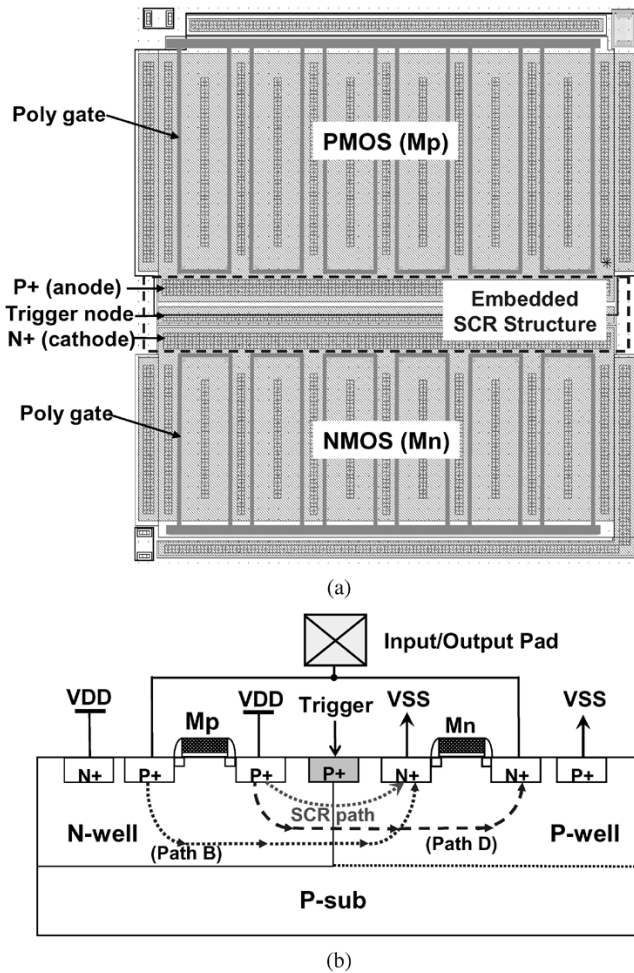 Poly gate
PMOS (Mp)
P+ (anode)
Trigger node
N+ (cathode)
Embedded
SCR Structure
Poly gate
NMOS (Mn)
(a)
Input/Output Pad
VDD
Mp
VDD
Trigger
VSS
Mn
VSS
N+
P+
P+
P+
N+
N+
P+
SCR path
N-well
(Path B)
(Path D)
P-well
P-sub
(b)